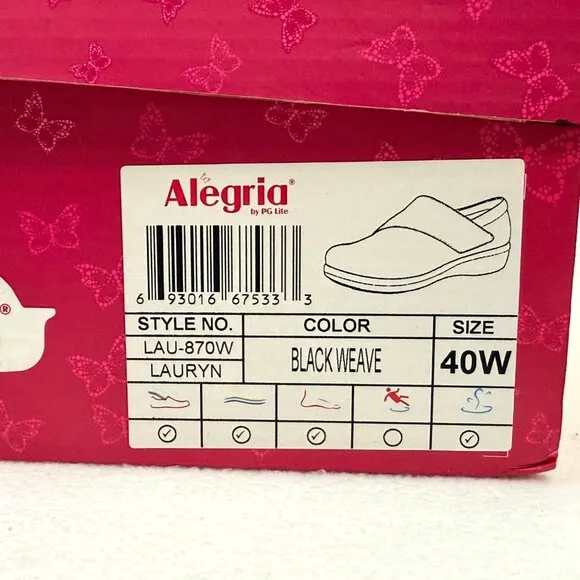 Alegria®
by PG Lite
6 93016 67533 3
STYLE NO. COLOR SIZE
LAU-870W BLACK WEAVE 40W
LAURYN
®